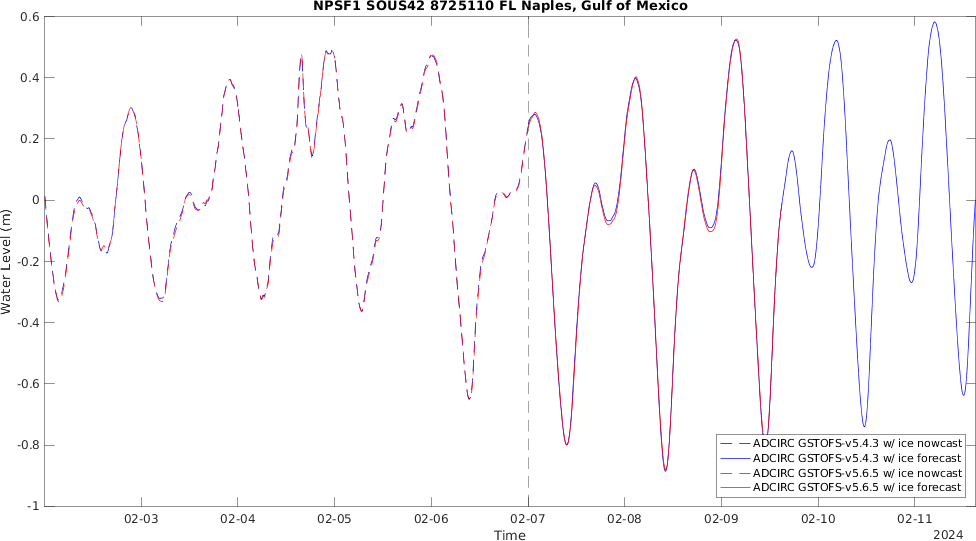 NPSF1 SOUS42 8725110 FL Naples, Gulf of Mexico
0.6
0.4
0.2
0
-0.2
-0.4
-0.6
-0.8
-1
Water Level (m)
ADCIRC GSTOFS-v5.4.3 w/ ice nowcast
ADCIRC GSTOFS-v5.4.3 w/ ice forecast
ADCIRC GSTOFS-v5.6.5 w/ ice nowcast
ADCIRC GSTOFS-v5.6.5 w/ ice forecast
02-03 02-04 02-05 02-06 02-07 02-08 02-09 02-10 02-11
Time
2024